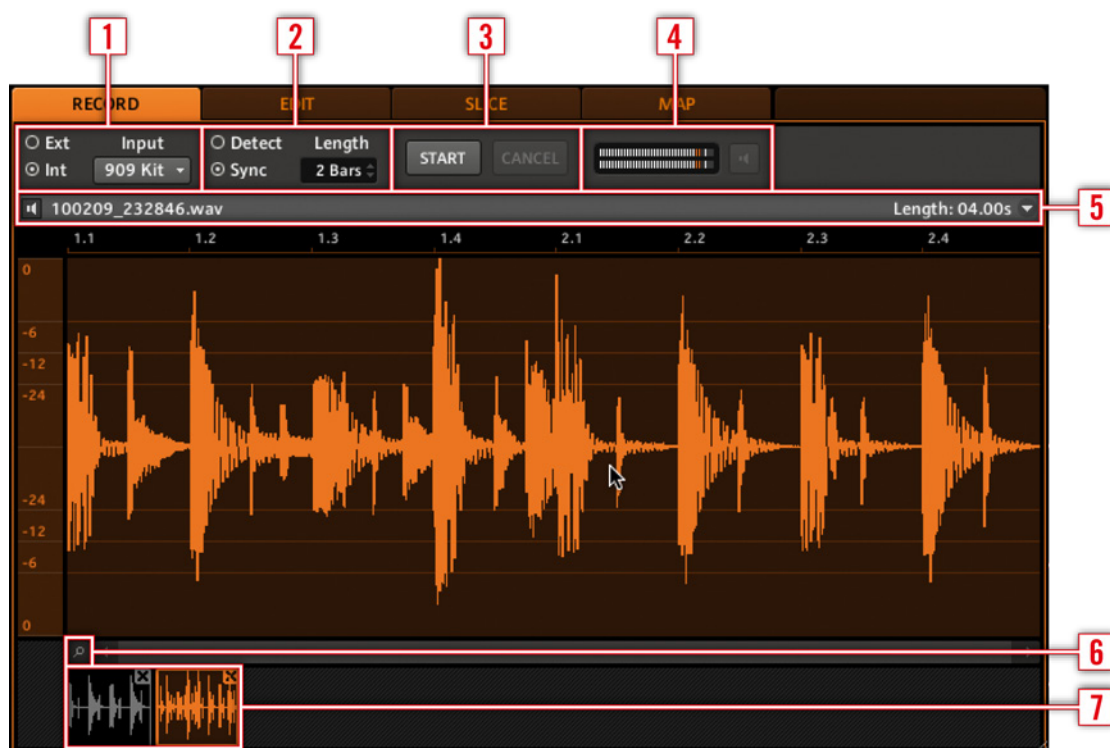 1 2 3 4
RECORD EDIT SLICE MAP
Ext Input Detect Length
START CANCEL
Int 909 Kit Sync 2 Bars
100209_232846.wav Length: 04.00s
5
1.1 1.2 1.3 1.4 2.1 2.2 2.3 2.4
0
-6
-12
-24
-24
-12
-6
0
6
7